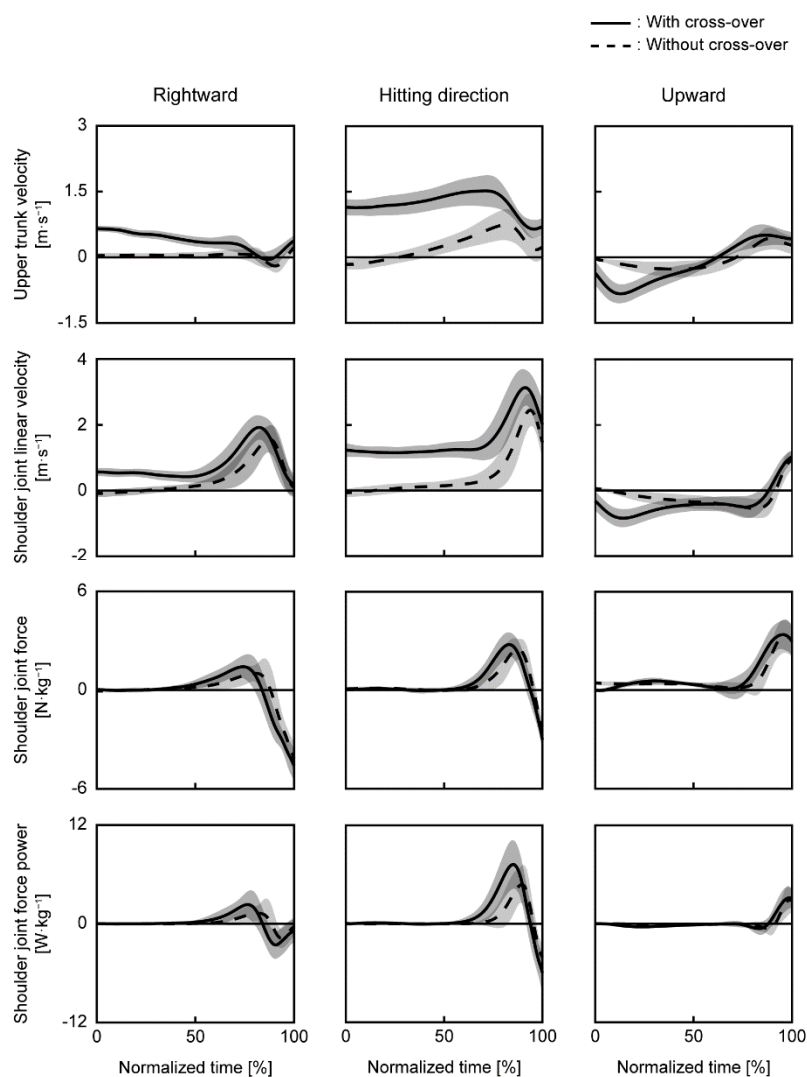 : With cross-over
: Without cross-over
Rightward
Hitting direction
Upward
Upper trunk velocity
[m·s⁻¹]
3
1.5
0
-1.5
Shoulder joint linear velocity
[m·s⁻¹]
4
2
0
-2
Shoulder joint force
[N·kg⁻¹]
6
0
-6
Shoulder joint force power
[W·kg⁻¹]
12
0
-12
0 50 100
0 50 100
0 50 100
Normalized time [%]
Normalized time [%]
Normalized time [%]